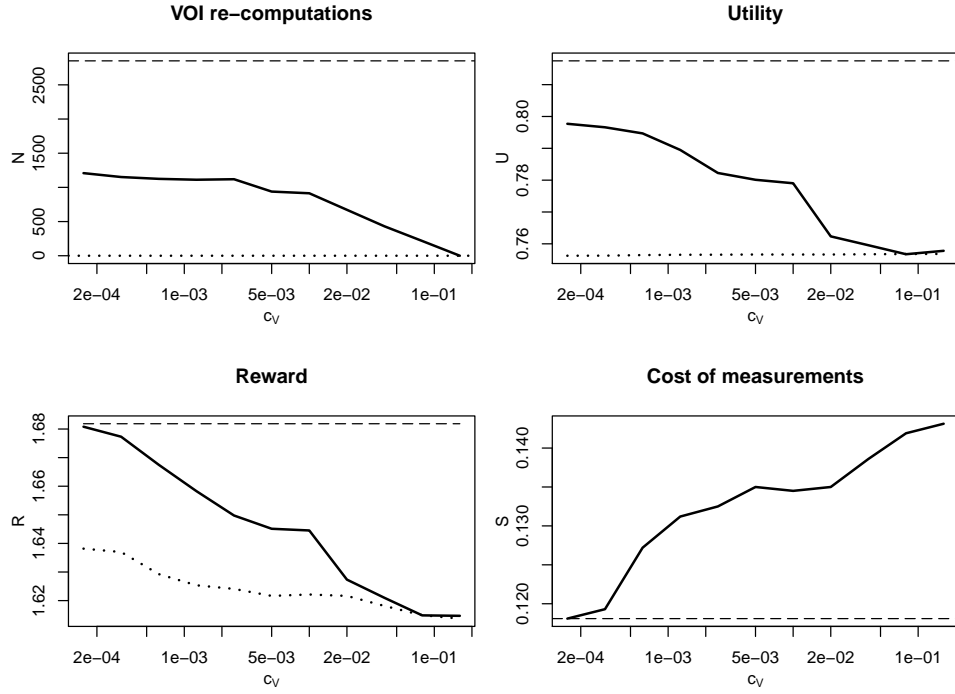 VOI re−computations
N
0
500
1500
2500
2e−04 1e−03 5e−03 2e−02 1e−01
cV
Utility
U
0.76
0.78
0.80
2e−04 1e−03 5e−03 2e−02 1e−01
cV
Reward
R
1.62
1.64
1.66
1.68
2e−04 1e−03 5e−03 2e−02 1e−01
cV
Cost of measurements
S
0.120
0.130
0.140
2e−04 1e−03 5e−03 2e−02 1e−01
cV